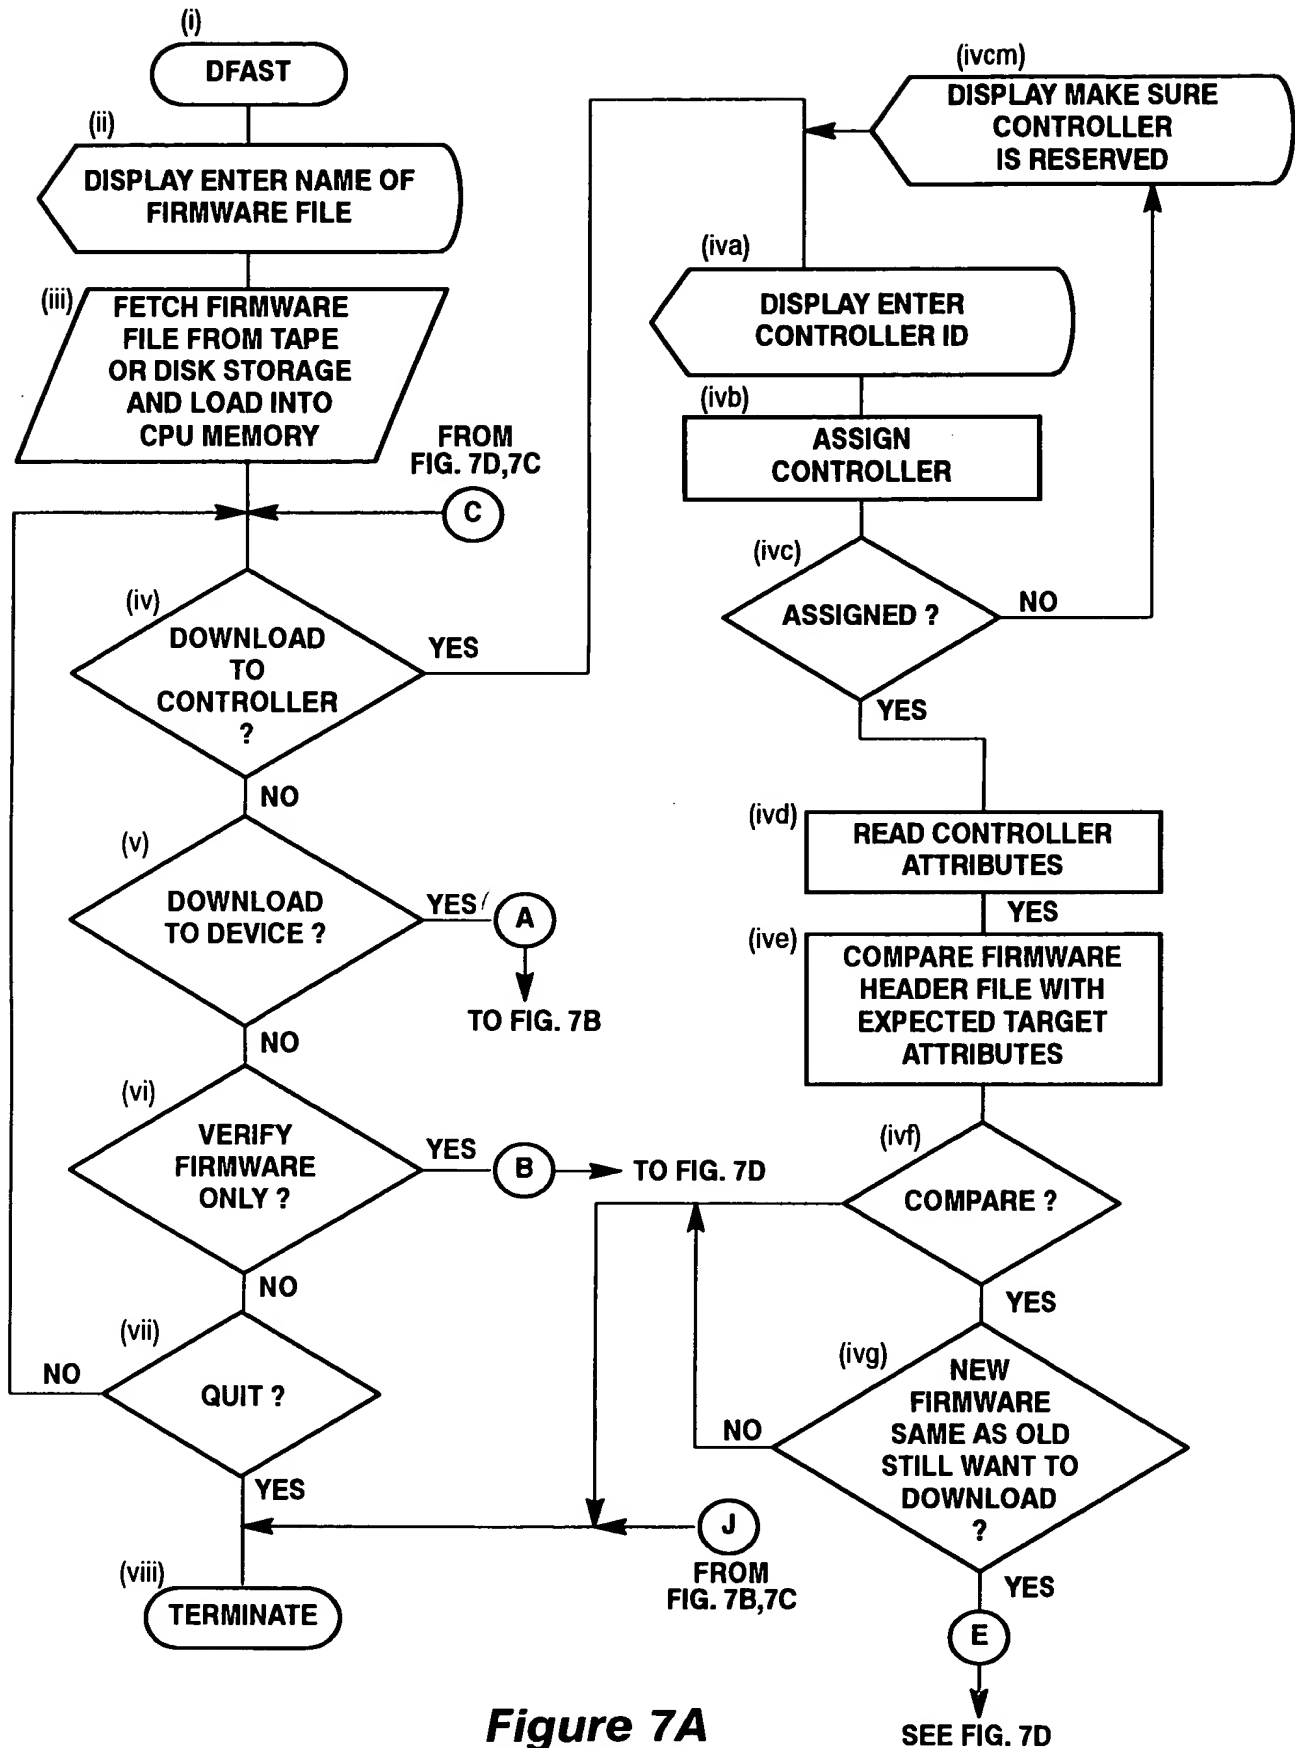 (i)
DFAST
(ii)
DISPLAY ENTER NAME OF
FIRMWARE FILE
(iii)
FETCH FIRMWARE
FILE FROM TAPE
OR DISK STORAGE
AND LOAD INTO
CPU MEMORY
FROM
FIG. 7D,7C
C
(iv)
DOWNLOAD
TO
CONTROLLER
?
YES
NO
(v)
DOWNLOAD
TO DEVICE ?
YES
A
TO FIG. 7B
NO
(vi)
VERIFY
FIRMWARE
ONLY ?
YES
B
TO FIG. 7D
NO
(vii)
QUIT ?
NO
YES
(viii)
TERMINATE
(ivcm)
DISPLAY MAKE SURE
CONTROLLER
IS RESERVED
(iva)
DISPLAY ENTER
CONTROLLER ID
(ivb)
ASSIGN
CONTROLLER
(ivc)
ASSIGNED ?
NO
YES
(ivd)
READ CONTROLLER
ATTRIBUTES
YES
(ive)
COMPARE FIRMWARE
HEADER FILE WITH
EXPECTED TARGET
ATTRIBUTES
(ivf)
COMPARE ?
YES
(ivg)
NEW
FIRMWARE
SAME AS OLD
STILL WANT TO
DOWNLOAD
?
NO
YES
J
FROM
FIG. 7B,7C
E
SEE FIG. 7D
Figure 7A